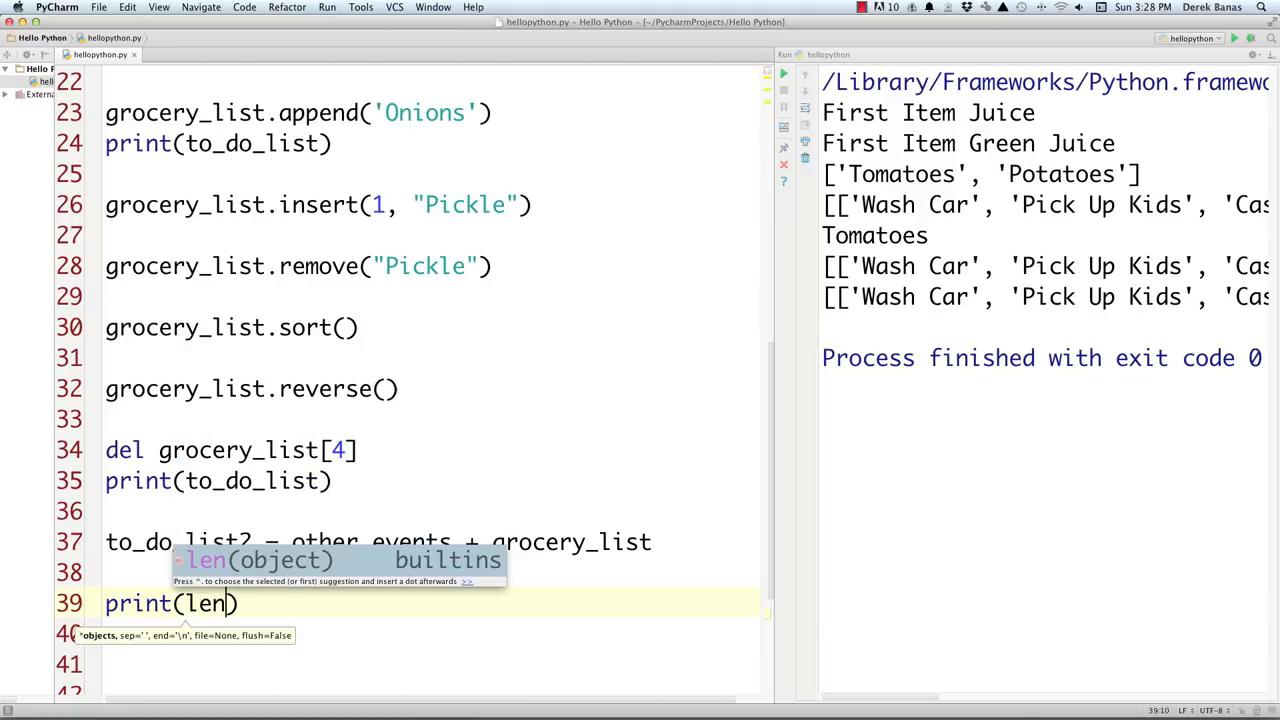 PyCharm File Edit View Navigate Code Refactor Run Tools VCS Window Help 10 Sun 3:28 PM Derek Banas
hellopython.py - Hello Python - [~/PycharmProjects/Hello Python]
Hello Python hellopython.py hellopython
hellopython.py Run hellopython
Hello P
hell
Externa
22
23 grocery_list.append('Onions')
24 print(to_do_list)
25
26 grocery_list.insert(1, "Pickle")
27
28 grocery_list.remove("Pickle")
29
30 grocery_list.sort()
31
32 grocery_list.reverse()
33
34 del grocery_list[4]
35 print(to_do_list)
36
37 to_do_list2 = other_events + grocery_list
len(object) builtins
38
Press ^. to choose the selected (or first) suggestion and insert a dot afterwards >>
39 print(len)
40
*objects, sep=' ', end='\n', file=None, flush=False
41
42
/Library/Frameworks/Python.framewo
First Item Juice
First Item Green Juice
['Tomatoes', 'Potatoes']
[['Wash Car', 'Pick Up Kids', 'Cas
Tomatoes
[['Wash Car', 'Pick Up Kids', 'Cas
[['Wash Car', 'Pick Up Kids', 'Cas
Process finished with exit code 0
39:10 LF UTF-8